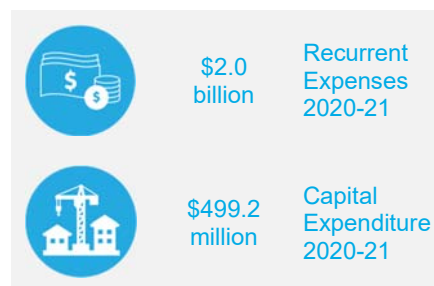 $2.0
billion
Recurrent
Expenses
2020-21
$499.2
million
Capital
Expenditure
2020-21
$
$